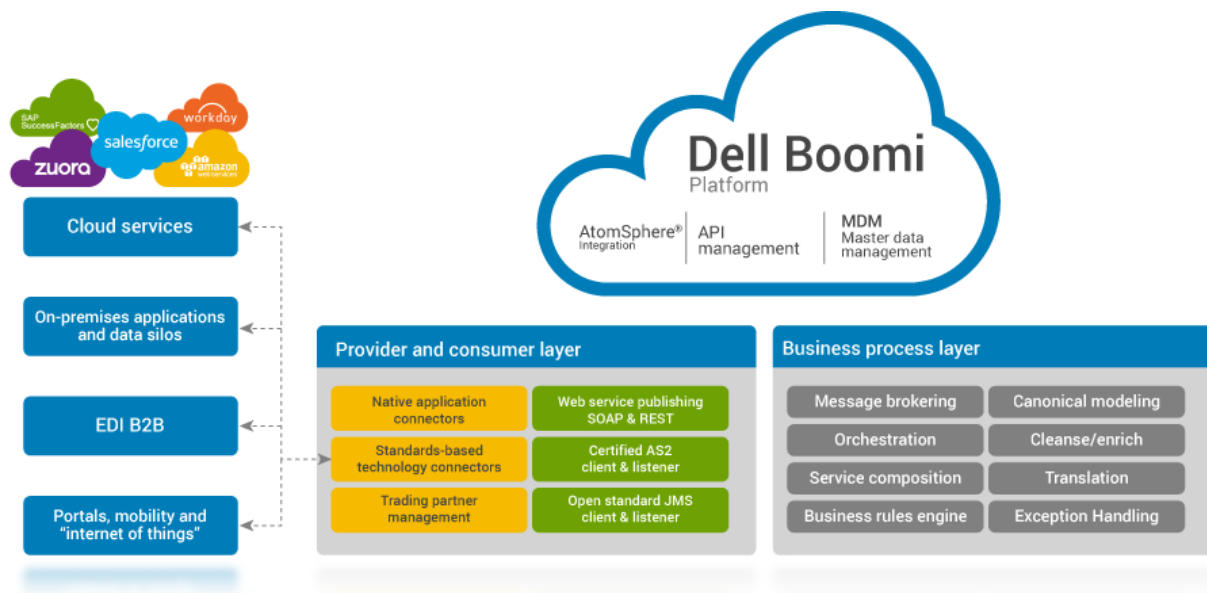 SAP
SuccessFactors
workday
salesforce
zuora
amazon
web services
Cloud services
On-premises applications
and data silos
EDI B2B
Portals, mobility and
“internet of things”
Dell Boomi
Platform
AtomSphere®
Integration
API
management
MDM
Master data
management
Provider and consumer layer
Native application
connectors
Web service publishing
SOAP & REST
Standards-based
technology connectors
Certified AS2
client & listener
Trading partner
management
Open standard JMS
client & listener
Business process layer
Message brokering
Canonical modeling
Orchestration
Cleanse/enrich
Service composition
Translation
Business rules engine
Exception Handling